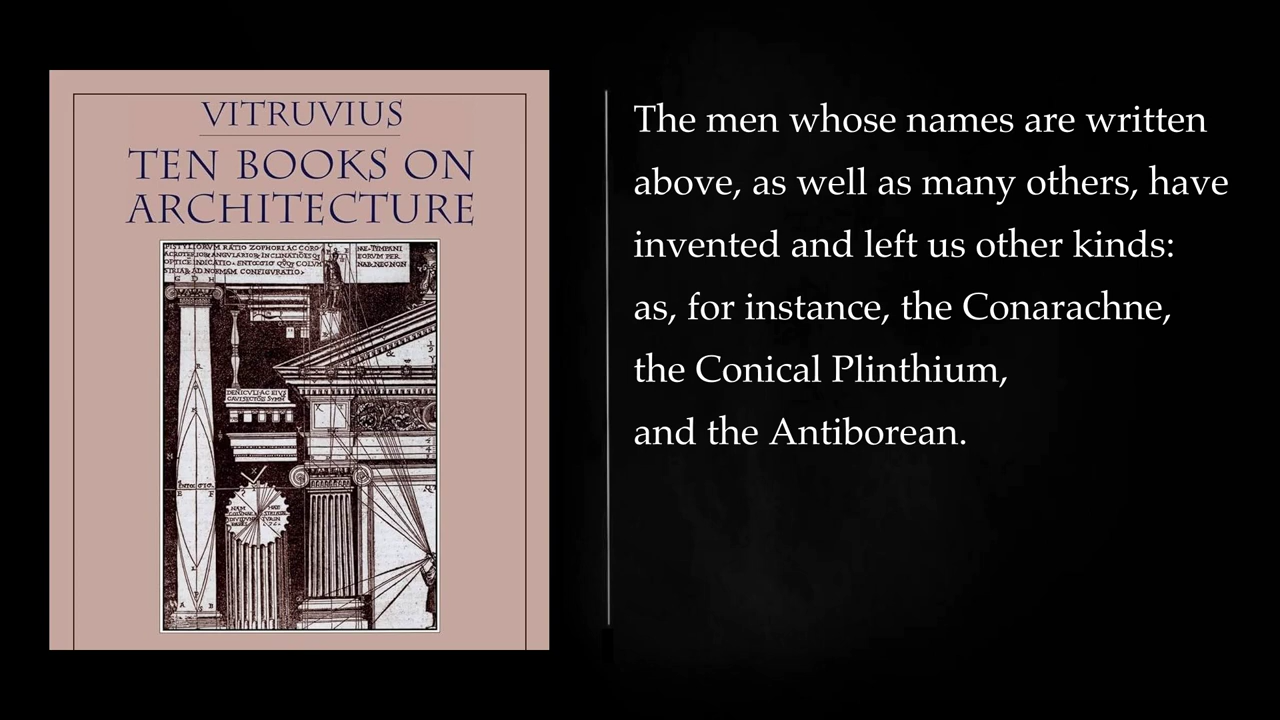 VITRUVIUS
TEN BOOKS ON
ARCHITECTURE
The men whose names are written
above, as well as many others, have
invented and left us other kinds:
as, for instance, the Conarachne,
the Conical Plinthium,
and the Antiborean.